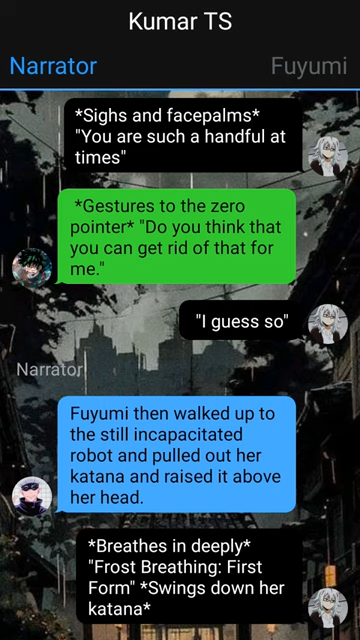 Kumar TS
Narrator
Fuyumi
*Sighs and facepalms*
"You are such a handful at
times"
*Gestures to the zero
pointer* "Do you think that
you can get rid of that for
me."
"I guess so"
Narrator
Fuyumi then walked up to
the still incapacitated
robot and pulled out her
katana and raised it above
her head.
*Breathes in deeply*
"Frost Breathing: First
Form" *Swings down her
katana*